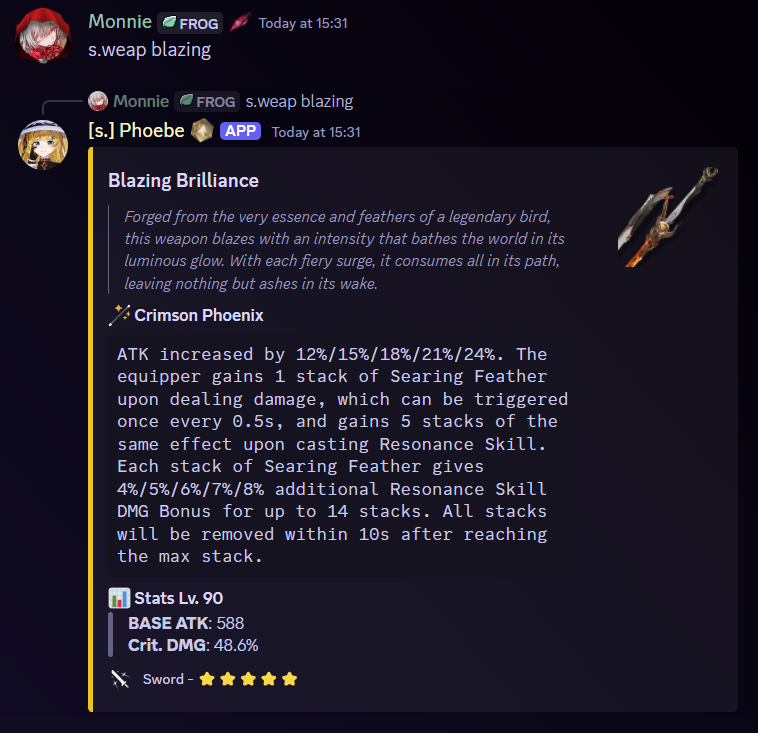 Monnie FROG Today at 15:31
s.weap blazing
Monnie FROG s.weap blazing
[s.] Phoebe APP Today at 15:31
Blazing Brilliance
Forged from the very essence and feathers of a legendary bird,
this weapon blazes with an intensity that bathes the world in its
luminous glow. With each fiery surge, it consumes all in its path,
leaving nothing but ashes in its wake.
Crimson Phoenix
ATK increased by 12%/15%/18%/21%/24%. The
equipper gains 1 stack of Searing Feather
upon dealing damage, which can be triggered
once every 0.5s, and gains 5 stacks of the
same effect upon casting Resonance Skill.
Each stack of Searing Feather gives
4%/5%/6%/7%/8% additional Resonance Skill
DMG Bonus for up to 14 stacks. All stacks
will be removed within 10s after reaching
the max stack.
Stats Lv. 90
BASE ATK: 588
Crit. DMG: 48.6%
Sword - ⭐⭐⭐⭐⭐